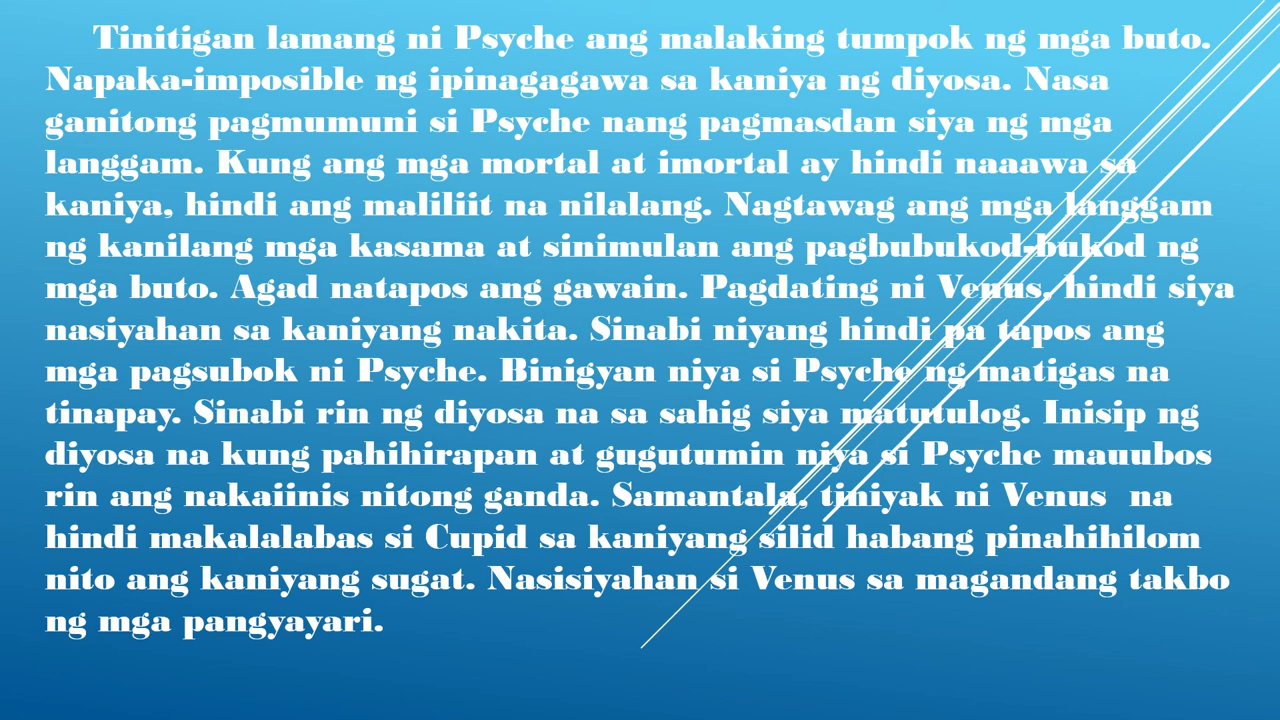 Tinitigan lamang ni Psyche ang malaking tumpok ng mga buto.
Napaka-imposible ng ipinagagawa sa kaniya ng diyosa. Nasa
ganitong pagmumuni si Psyche nang pagmasdan siya ng mga
langgam. Kung ang mga mortal at imortal ay hindi naaawa sa
kaniya, hindi ang maliliit na nilalang. Nagtawag ang mga langgam
ng kanilang mga kasama at sinimulan ang pagbubukod-bukod ng
mga buto. Agad natapos ang gawain. Pagdating ni Venus, hindi siya
nasiyahan sa kaniyang nakita. Sinabi niyang hindi pa tapos ang
mga pagsubok ni Psyche. Binigyan niya si Psyche ng matigas na
tinapay. Sinabi rin ng diyosa na sa sahig siya matutulog. Inisip ng
diyosa na kung pahihirapan at gugutumin niya si Psyche mauubos
rin ang nakaiinis nitong ganda. Samantala, tiniyak ni Venus  na
hindi makalalabas si Cupid sa kaniyang silid habang pinahihilom
nito ang kaniyang sugat. Nasisiyahan si Venus sa magandang takbo
ng mga pangyayari.